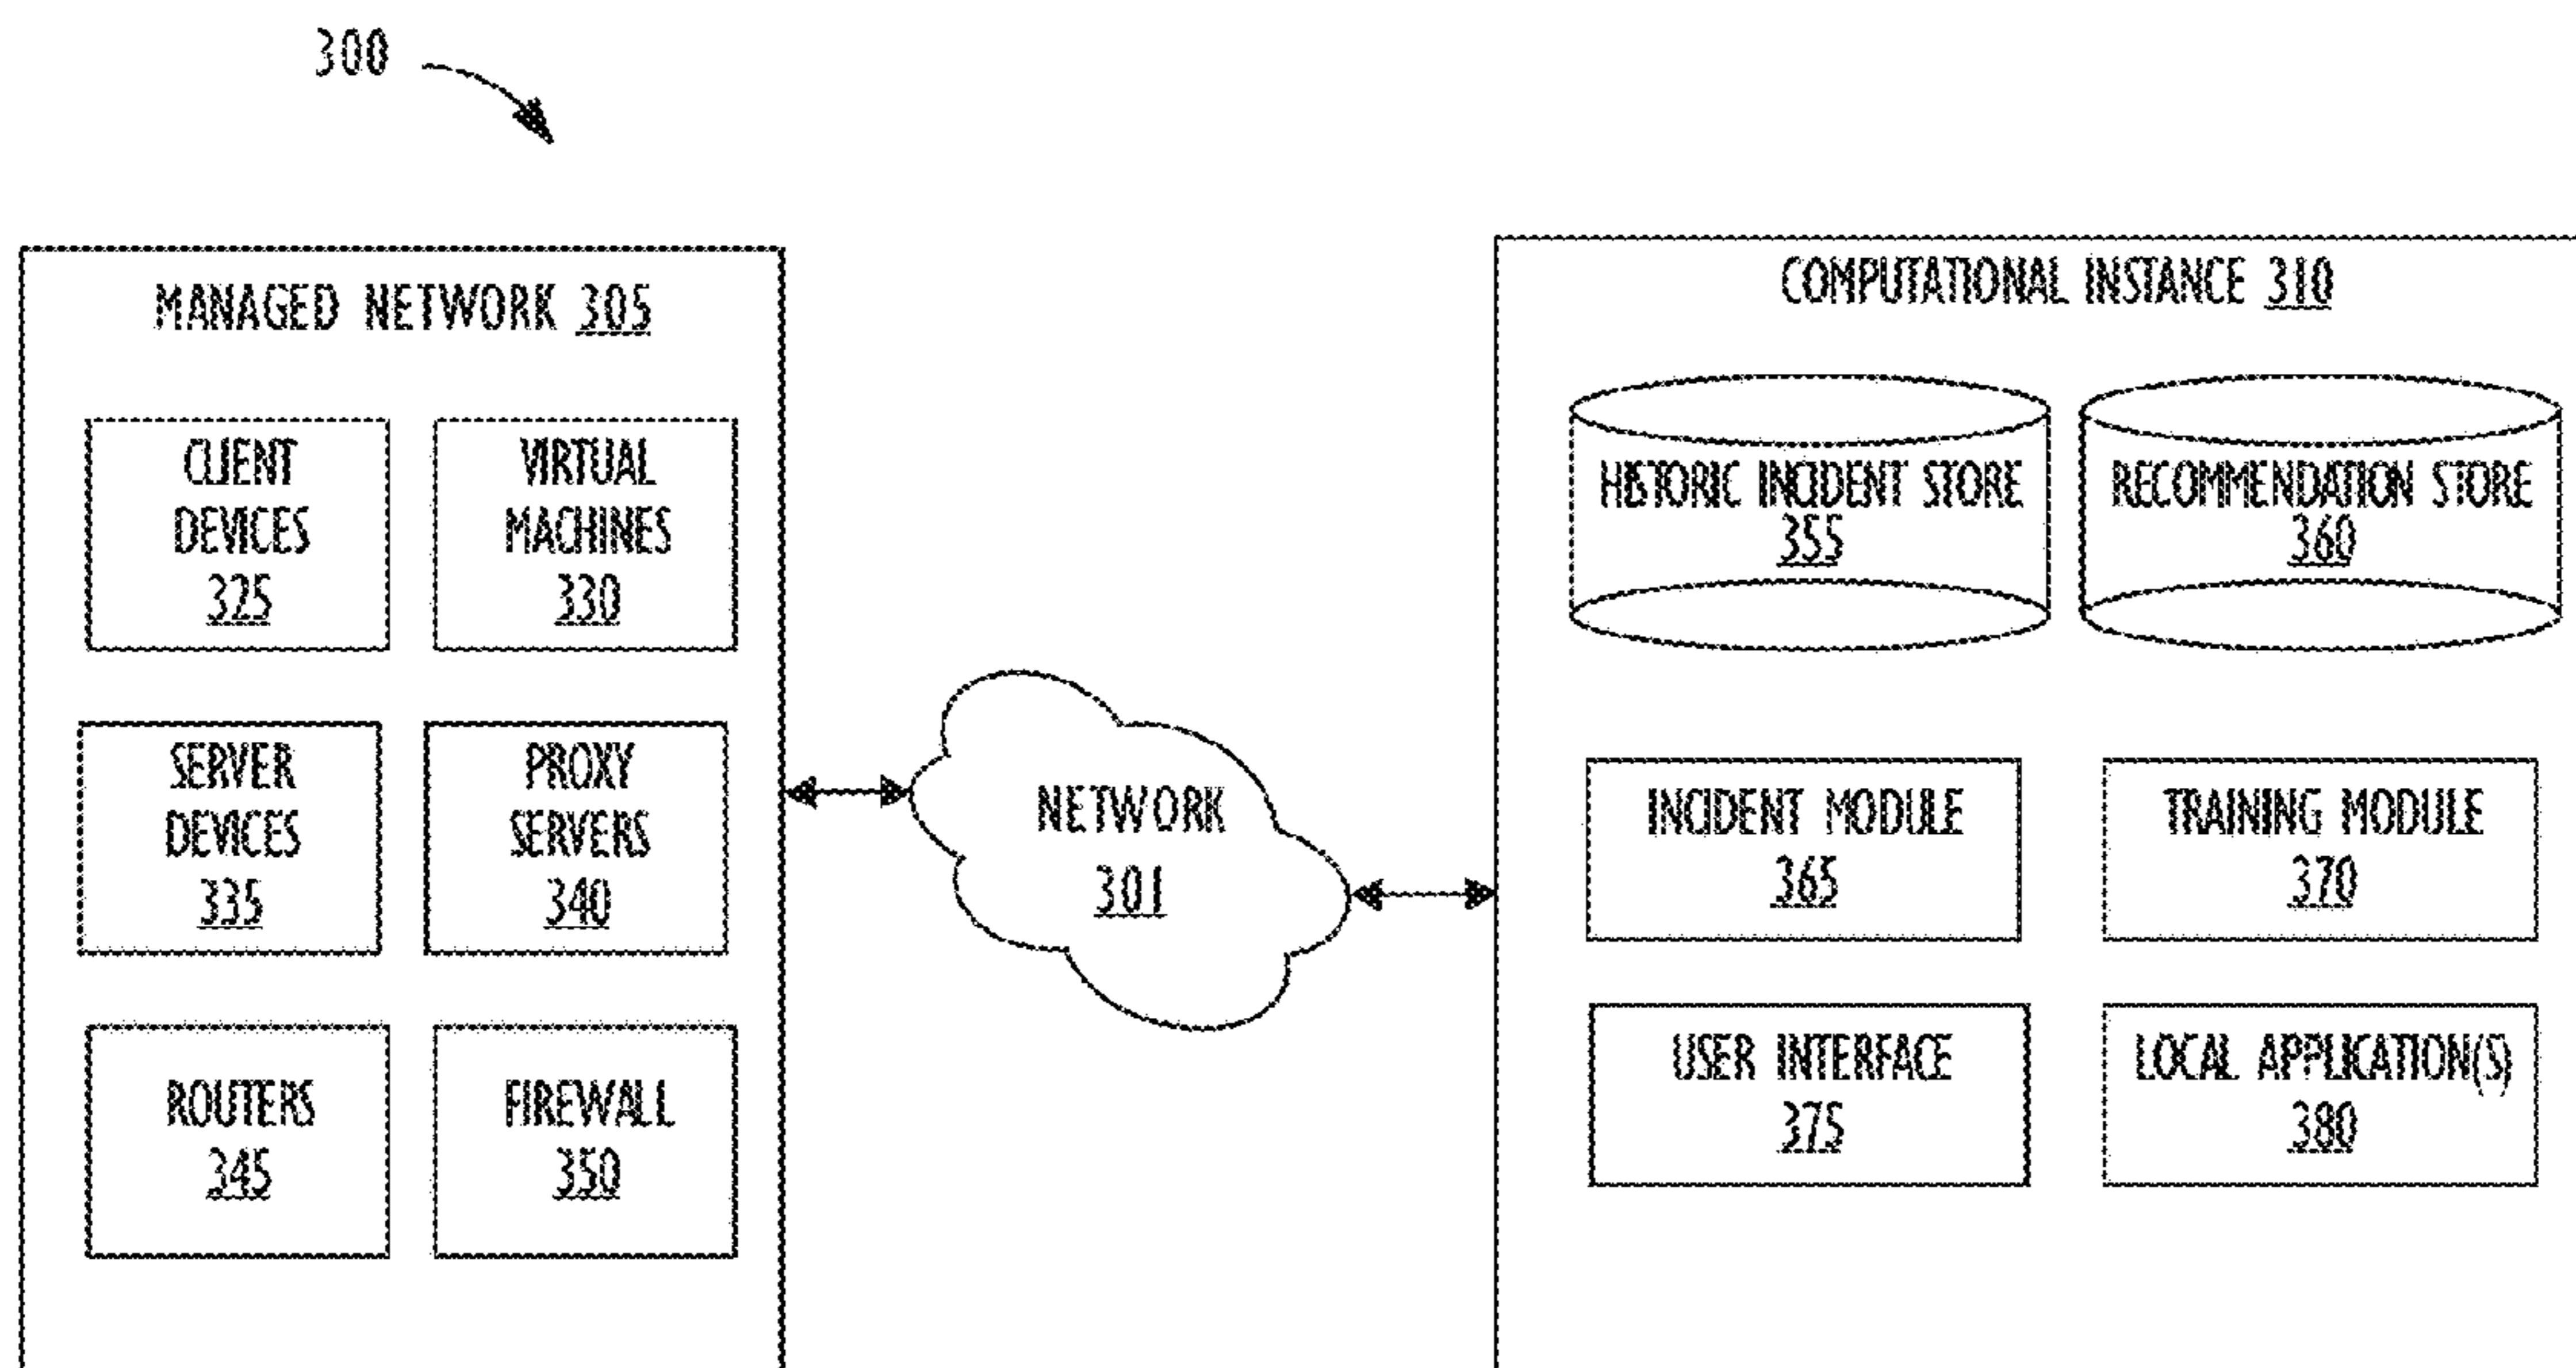 300
MANAGED NETWORK 305
CLIENT
DEVICES
325
VIRTUAL
MACHINES
330
SERVER
DEVICES
335
PROXY
SERVERS
340
ROUTERS
345
FIREWALL
350
NETWORK
301
COMPUTATIONAL INSTANCE 310
HISTORIC INCIDENT STORE
355
RECOMMENDATION STORE
360
INCIDENT MODULE
365
TRAINING MODULE
370
USER INTERFACE
375
LOCAL APPLICATION(S)
380